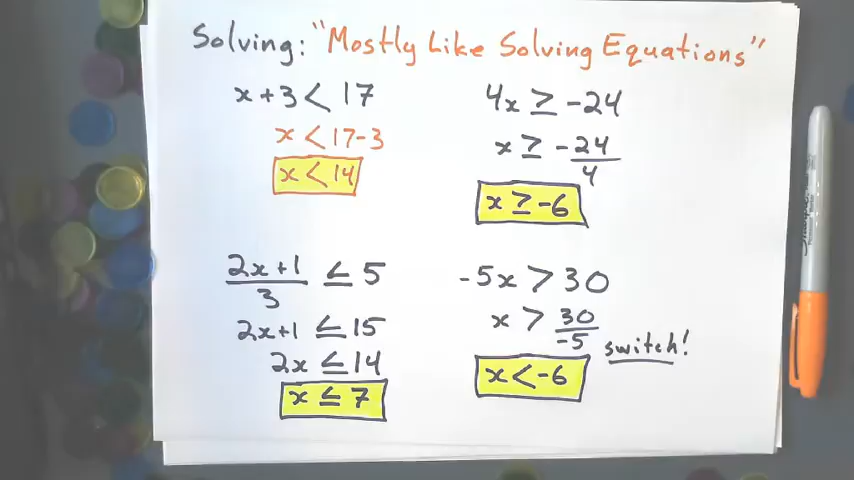 Solving: "Mostly Like Solving Equations"
x+3 < 17
x < 17-3
x < 14
4x ≥ -24
x ≥ -24/4
x ≥ -6
2x+1/3 ≤ 5
2x+1 ≤ 15
2x ≤ 14
x ≤ 7
-5x > 30
x > 30/-5
switch!
x < -6
Sharpie